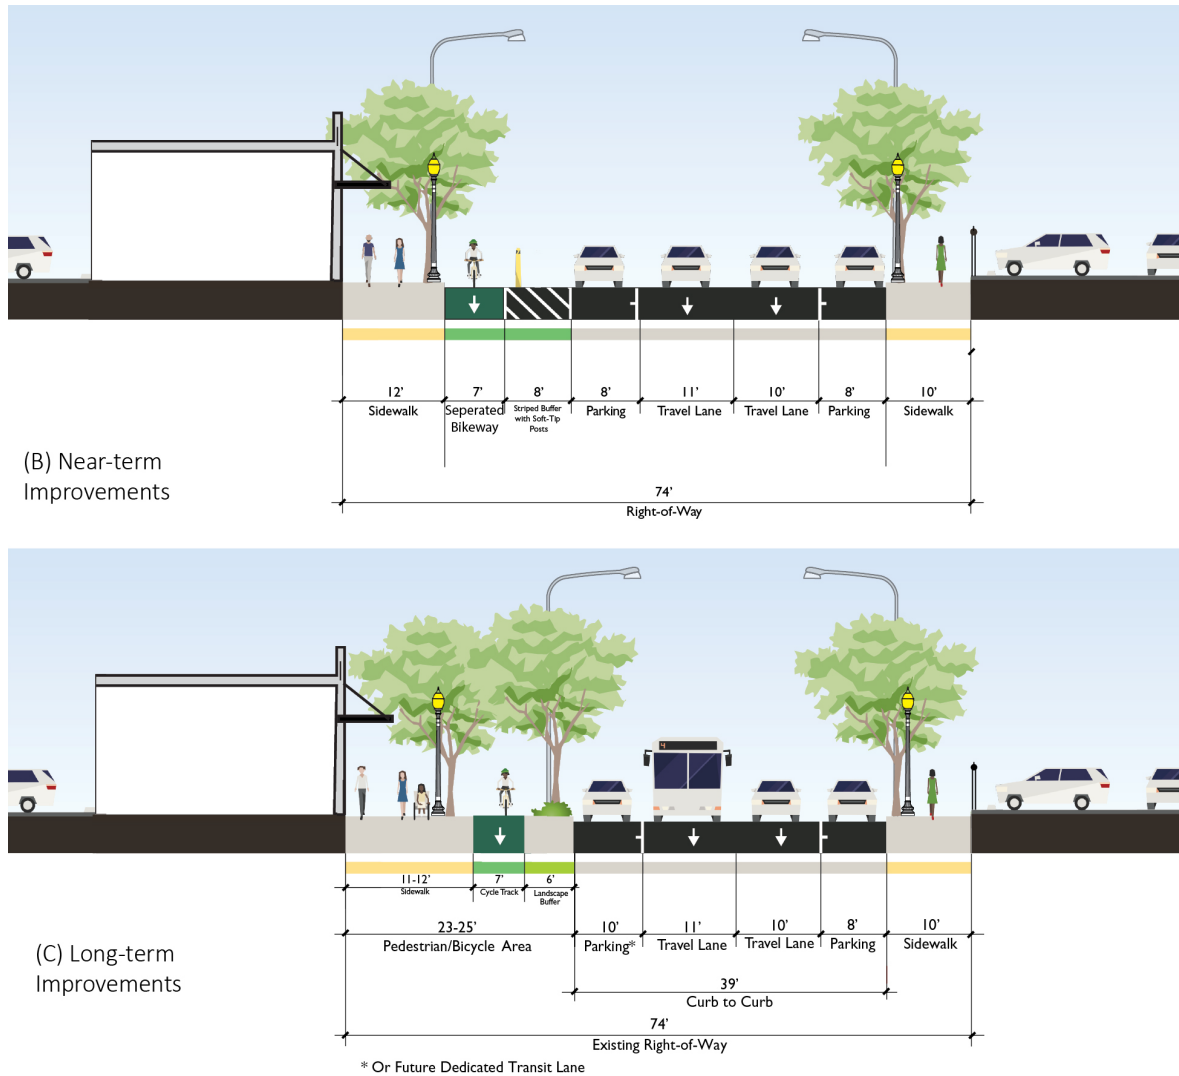 12’ 7’ 8’ 8’ 11’ 10’ 8’ 10’
Sidewalk Seperated Striped Buffer Parking Travel Lane Travel Lane Parking Sidewalk
Bikeway with Soft-Tip
Posts
(B) Near-term
Improvements
74’
Right-of-Way
4
11-12’ 7’ 6’
Sidewalk Cycle Track Landscape
Buffer
23-25’ 10’ 11’ 10’ 8’ 10’
Pedestrian/Bicycle Area Parking* Travel Lane Travel Lane Parking Sidewalk
(C) Long-term
Improvements
39’
Curb to Curb
74’
Existing Right-of-Way
* Or Future Dedicated Transit Lane